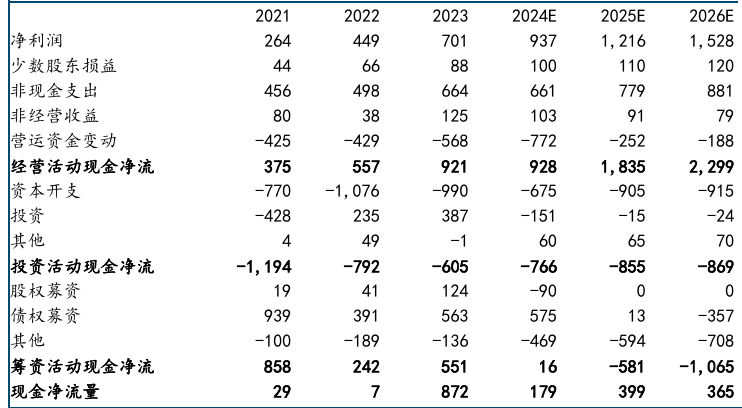 2021 2022 2023 2024E 2025E 2026E
净利润 264 449 701 937 1,216 1,528
少数股东损益 44 66 88 100 110 120
非现金支出 456 498 664 661 779 881
非经营收益 80 38 125 103 91 79
营运资金变动 -425 -429 -568 -772 -252 -188
经营活动现金净流 375 557 921 928 1,835 2,299
资本开支 -770 -1,076 -990 -675 -905 -915
投资 -428 235 387 -151 -15 -24
其他 4 49 -1 60 65 70
投资活动现金净流 -1,194 -792 -605 -766 -855 -869
股权募资 19 41 124 -90 0 0
债权募资 939 391 563 575 13 -357
其他 -100 -189 -136 -469 -594 -708
筹资活动现金净流 858 242 551 16 -581 -1,065
现金净流量 29 7 872 179 399 365